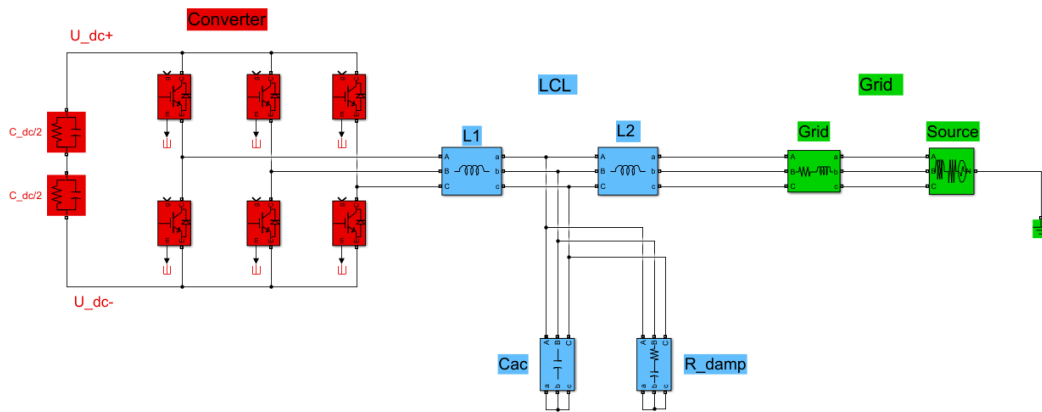 Converter
U_dc+
LCL
Grid
C_dc/2
L1
L2
Grid
Source
A
a
A
a
A
a
A
B
b
B
b
B
b
B
N
C
c
C
c
C
c
C
C_dc/2
U_dc-
A B C
A B C
Cac
R_damp
a b c
a b c